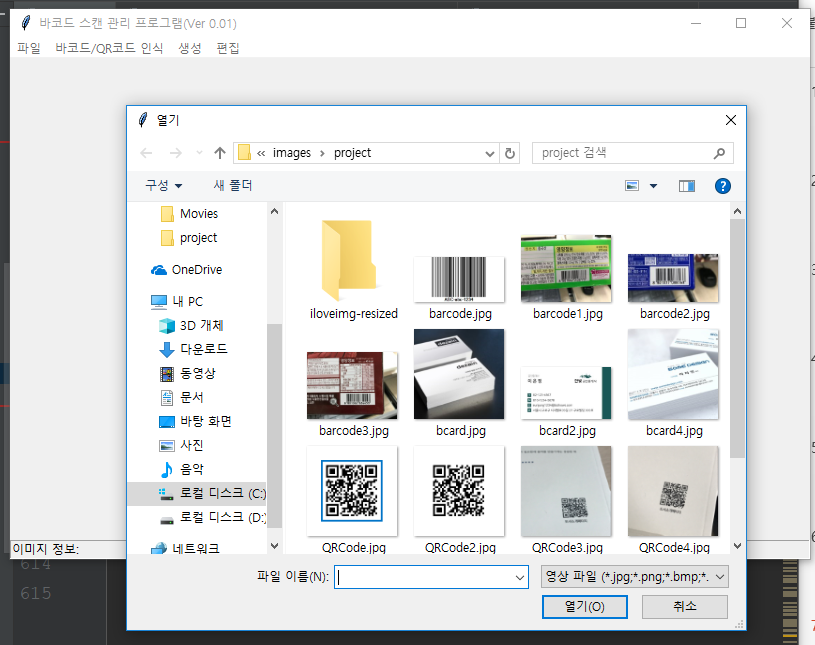 바코드 스캔 관리 프로그램(Ver 0.01)
파일 바코드/QR코드 인식 생성 편집
열기
« images › project
project 검색
구성 새 폴더
Movies
project
OneDrive
내 PC
3D 개체
다운로드
동영상
문서
바탕 화면
사진
음악
로컬 디스크 (C:)
로컬 디스크 (D:)
네트워크
ABC-abc-1234
iloveimg-resized barcode.jpg barcode1.jpg barcode2.jpg
barcode3.jpg bcard.jpg bcard2.jpg bcard4.jpg
QRCode.jpg QRCode2.jpg QRCode3.jpg QRCode4.jpg
이미지 정보:
파일 이름(N):
영상 파일 (*.jpg;*.png;*.bmp;*.
열기(O) 취소
614
615